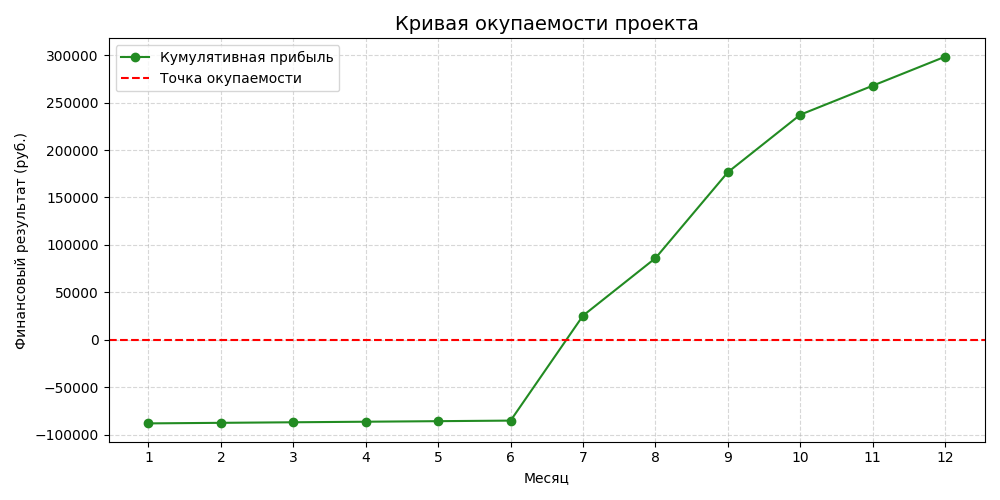 Кривая окупаемости проекта
Кумулятивная прибыль
Точка окупаемости
Финансовый результат (руб.)
300000
250000
200000
150000
100000
50000
0
−50000
−100000
1 2 3 4 5 6 7 8 9 10 11 12
Месяц